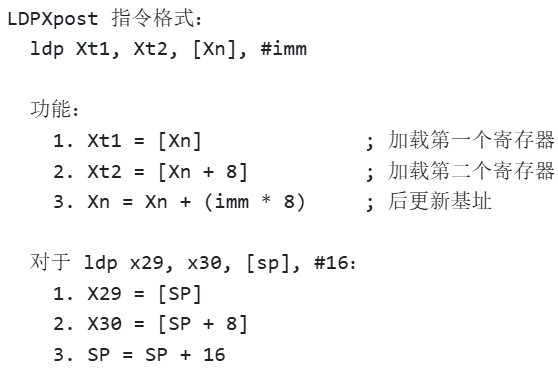 LDPXpost 指令格式:
ldp Xt1, Xt2, [Xn], #imm
功能:
1. Xt1 = [Xn] ; 加载第一个寄存器
2. Xt2 = [Xn + 8] ; 加载第二个寄存器
3. Xn = Xn + (imm * 8) ; 后更新基址
对于 ldp x29, x30, [sp], #16:
1. X29 = [SP]
2. X30 = [SP + 8]
3. SP = SP + 16